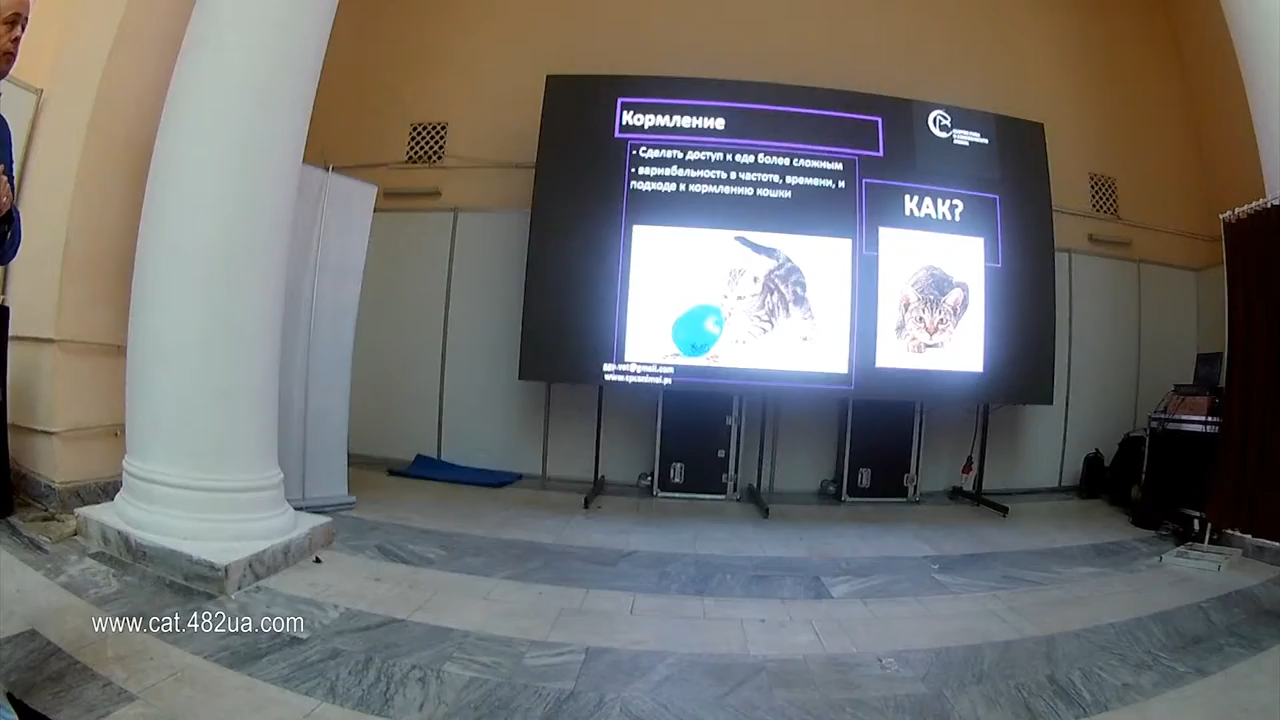 Кормление
- Сделать доступ к еде более сложным
- вариабельность в частоте, времени, и
подходе к кормлению кошки
КАК?
www.cat.482ua.com